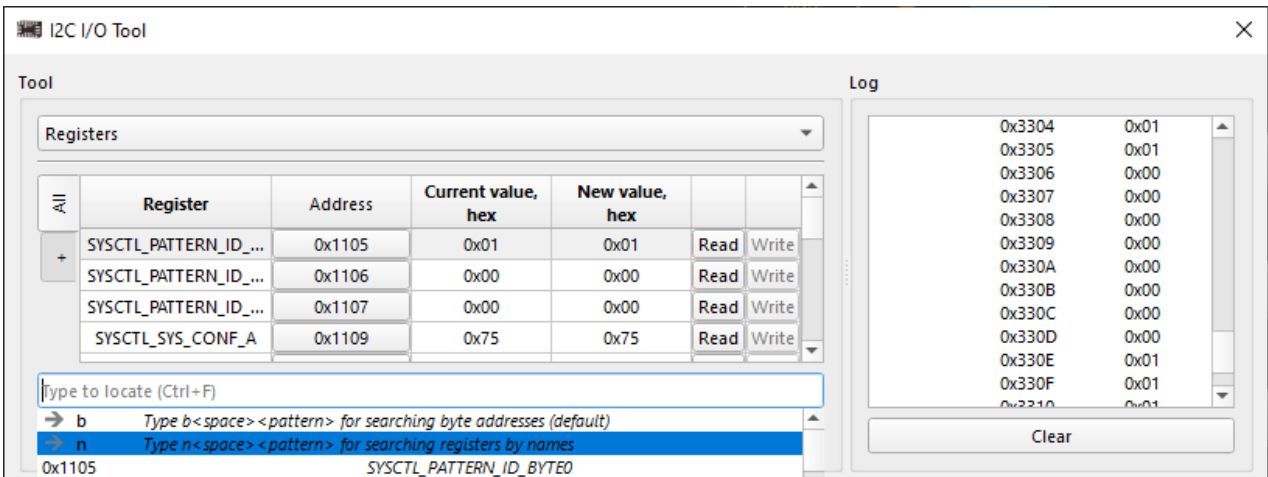 I2C I/O Tool
Tool
Registers
All
+
Register Address Current value, hex New value, hex
SYSCTL_PATTERN_ID_... 0x1105 0x01 0x01 Read Write
SYSCTL_PATTERN_ID_... 0x1106 0x00 0x00 Read Write
SYSCTL_PATTERN_ID_... 0x1107 0x00 0x00 Read Write
SYSCTL_SYS_CONF_A 0x1109 0x75 0x75 Read Write
Type to locate (Ctrl+F)
b Type b<space><pattern> for searching byte addresses (default)
n Type n<space><pattern> for searching registers by names
0x1105 SYSCTL_PATTERN_ID_BYTE0
Log
0x3304 0x01
0x3305 0x01
0x3306 0x00
0x3307 0x00
0x3308 0x00
0x3309 0x00
0x330A 0x00
0x330B 0x00
0x330C 0x00
0x330D 0x00
0x330E 0x01
0x330F 0x01
0x3310 0x01
Clear